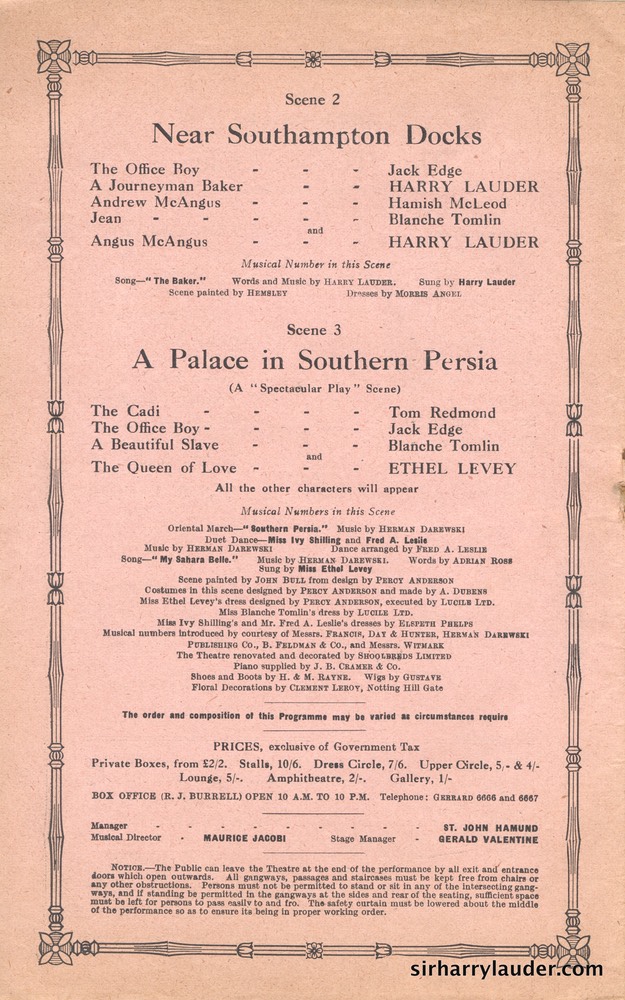 Scene 2
Near Southampton Docks
The Office Boy - - - Jack Edge
A Journeyman Baker - - HARRY LAUDER
Andrew McAngus - - - Hamish McLeod
Jean - - - - - Blanche Tomlin
and
Angus McAngus - - - HARRY LAUDER
Musical Number in this Scene
Song—"The Baker." Words and Music by HARRY LAUDER. Sung by Harry Lauder
Scene painted by HEMSLEY Dresses by MORRIS ANGEL
Scene 3
A Palace in Southern Persia
(A "Spectacular Play" Scene)
The Cadi - - - - Tom Redmond
The Office Boy - - - - Jack Edge
A Beautiful Slave - - - Blanche Tomlin
and
The Queen of Love - - - ETHEL LEVEY
All the other characters will appear
Musical Numbers in this Scene
Oriental March—"Southern Persia." Music by HERMAN DAREWSKI
Duet Dance—Miss Ivy Shilling and Fred A. Leslie
Music by HERMAN DAREWSKI Dance arranged by FRED A. LESLIE
Song—"My Sahara Belle." Music by HERMAN DAREWSKI. Words by ADRIAN ROSS
Sung by Miss Ethel Levey
Scene painted by JOHN BULL from design by PERCY ANDERSON
Costumes in this scene designed by PERCY ANDERSON and made by A. DUBENS
Miss Ethel Levey's dress designed by PERCY ANDERSON, executed by LUCILE LTD.
Miss Blanche Tomlin's dress by LUCILE LTD.
Miss Ivy Shilling's and Mr. Fred A. Leslie's dresses by ELSPETH PHELPS
Musical numbers introduced by courtesy of Messrs. FRANCIS, DAY & HUNTER, HERMAN DAREWSKI
PUBLISHING CO., B. FELDMAN & CO., and Messrs. WITMARK
The Theatre renovated and decorated by SHOOLBREDS LIMITED
Piano supplied by J. B. CRAMER & CO.
Shoes and Boots by H. & M. RAYNE. Wigs by GUSTAVE
Floral Decorations by CLEMENT LEROY, Notting Hill Gate
The order and composition of this Programme may be varied as circumstances require
PRICES, exclusive of Government Tax
Private Boxes, from £2/2. Stalls, 10/6. Dress Circle, 7/6. Upper Circle, 5/- & 4/-
Lounge, 5/-. Amphitheatre, 2/-. Gallery, 1/-
BOX OFFICE (R. J. BURRELL) OPEN 10 A.M. TO 10 P.M. Telephone: GERRARD 6666 and 6667
Manager - - - - - - - - - ST. JOHN HAMUND
Musical Director - MAURICE JACOBI Stage Manager - GERALD VALENTINE
NOTICE.—The Public can leave the Theatre at the end of the performance by all exit and entrance
doors which open outwards. All gangways, passages and staircases must be kept free from chairs or
any other obstructions. Persons must not be permitted to stand or sit in any of the intersecting gang-
ways, and if standing be permitted in the gangways at the sides and rear of the seating, sufficient space
must be left for persons to pass easily to and fro. The safety curtain must be lowered about the middle
of the performance so as to ensure its being in proper working order.
sirharrylauder.com